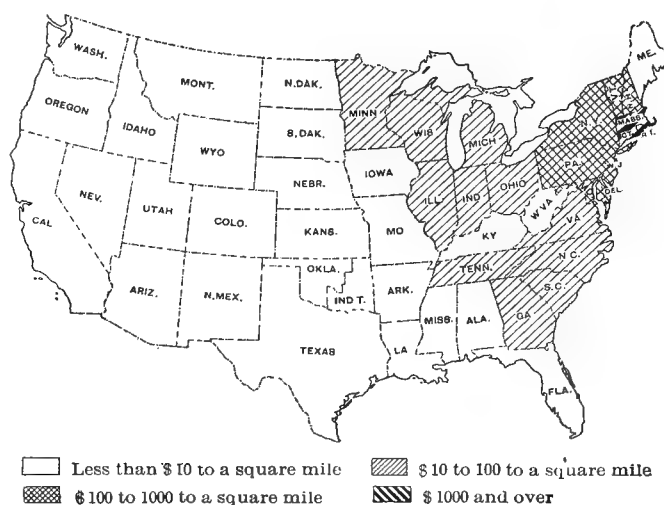 WASH.
ME.
MONT.
N.DAK.
OREGON
MINN
IDAHO
S.DAK.
WIS
N.Y.
MASS.
CT.
R.I.
WYO
MICH
PA.
N.J.
IOWA
NEBR.
NEV.
ILL.
IND
OHIO
DEL.
UTAH
COLO.
W.VA
VA
CAL
KANS.
MO
KY
OKLA.
TENN.
N.C.
ARIZ.
N.MEX.
IND T.
ARK.
S.C.
MISS.
ALA.
GA.
TEXAS
LA
FLA.
Less than $10 to a square mile
$10 to 100 to a square mile
$100 to 1000 to a square mile
$1000 and over